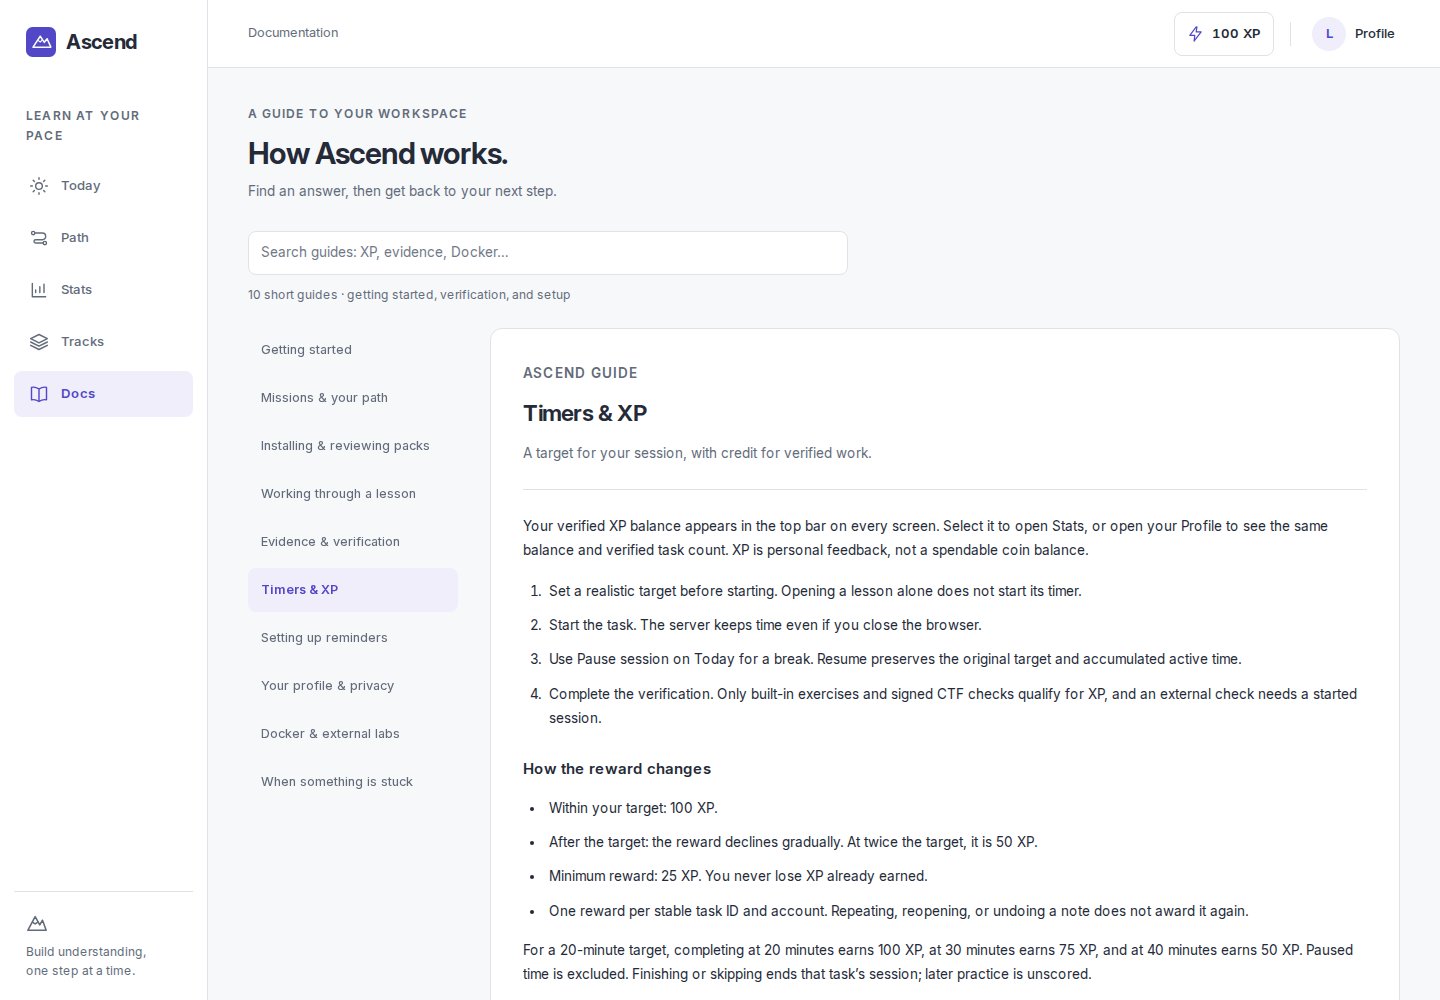 Ascend
LEARN AT YOUR
PACE
Today
Path
Stats
Tracks
Docs
Build understanding,
one step at a time.
Documentation
100 XP
L
Profile
A GUIDE TO YOUR WORKSPACE
How Ascend works.
Find an answer, then get back to your next step.
Search guides: XP, evidence, Docker...
10 short guides · getting started, verification, and setup
Getting started
Missions & your path
Installing & reviewing packs
Working through a lesson
Evidence & verification
Timers & XP
Setting up reminders
Your profile & privacy
Docker & external labs
When something is stuck
ASCEND GUIDE
Timers & XP
A target for your session, with credit for verified work.
Your verified XP balance appears in the top bar on every screen. Select it to open Stats, or open your Profile to see the same
balance and verified task count. XP is personal feedback, not a spendable coin balance.
1. Set a realistic target before starting. Opening a lesson alone does not start its timer.
2. Start the task. The server keeps time even if you close the browser.
3. Use Pause session on Today for a break. Resume preserves the original target and accumulated active time.
4. Complete the verification. Only built-in exercises and signed CTF checks qualify for XP, and an external check needs a started
session.
How the reward changes
• Within your target: 100 XP.
• After the target: the reward declines gradually. At twice the target, it is 50 XP.
• Minimum reward: 25 XP. You never lose XP already earned.
• One reward per stable task ID and account. Repeating, reopening, or undoing a note does not award it again.
For a 20-minute target, completing at 20 minutes earns 100 XP, at 30 minutes earns 75 XP, and at 40 minutes earns 50 XP. Paused
time is excluded. Finishing or skipping ends that task’s session; later practice is unscored.